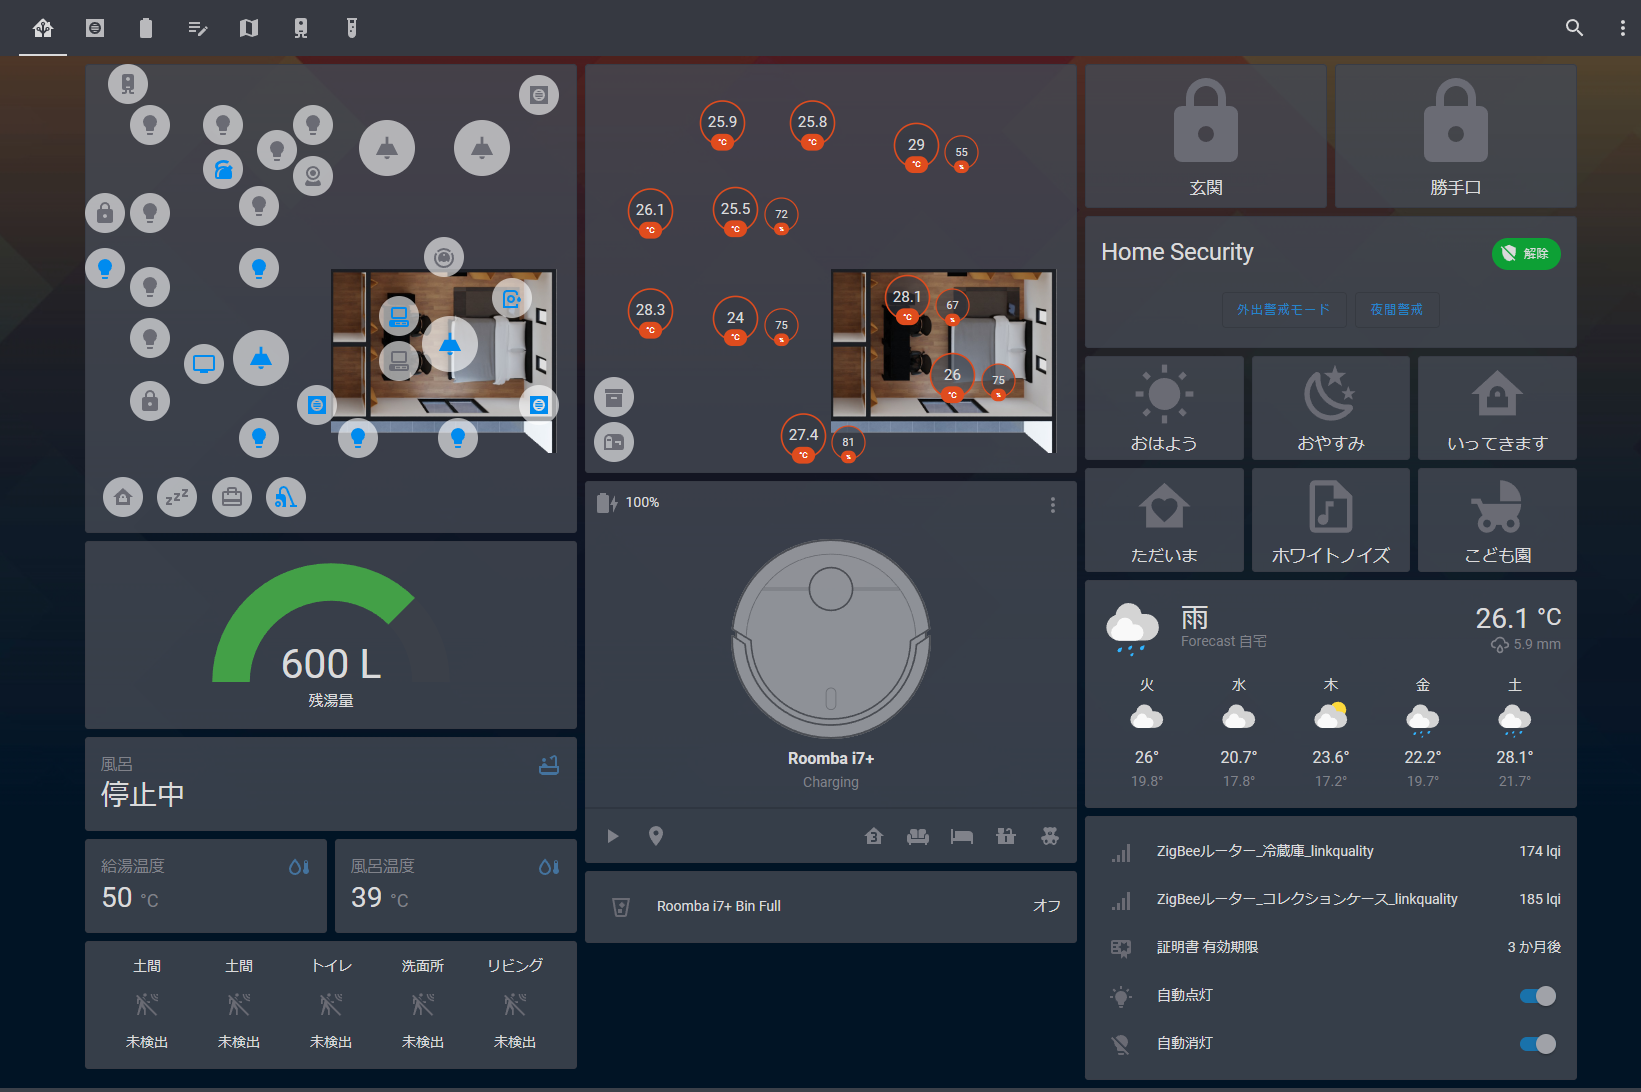 25.9
°C
25.8
°C
29
°C
55
%
26.1
°C
25.5
°C
72
%
28.3
°C
24
°C
75
%
28.1
°C
67
%
26
°C
75
%
27.4
°C
81
%
zzz
600 L
残湯量
風呂
停止中
給湯温度
50 °C
風呂温度
39 °C
土間
土間
トイレ
洗面所
リビング
未検出
未検出
未検出
未検出
未検出
100%
Roomba i7+
Charging
3
Roomba i7+ Bin Full
オフ
玄関
勝手口
Home Security
解除
外出警戒モード
夜間警戒
おはよう
おやすみ
いってきます
ただいま
ホワイトノイズ
こども園
雨
Forecast 自宅
26.1 °C
5.9 mm
火
水
木
金
土
26°
20.7°
23.6°
22.2°
28.1°
19.8°
17.8°
17.2°
19.7°
21.7°
ZigBeeルーター_冷蔵庫_linkquality
174 lqi
ZigBeeルーター_コレクションケース_linkquality
185 lqi
証明書 有効期限
3 か月後
自動点灯
自動消灯